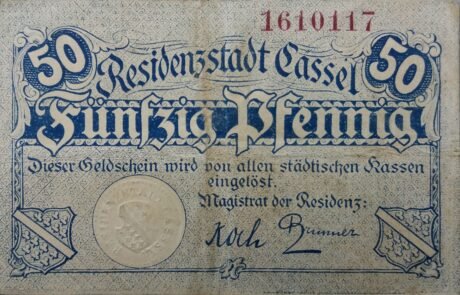 1610117
50 Residenzstadt Cassel 50
Fünfzig Pfennig
Dieser Geldschein wird von allen städtischen Kassen
eingelöst.
Magistrat der Residenz:
Koch Brunner